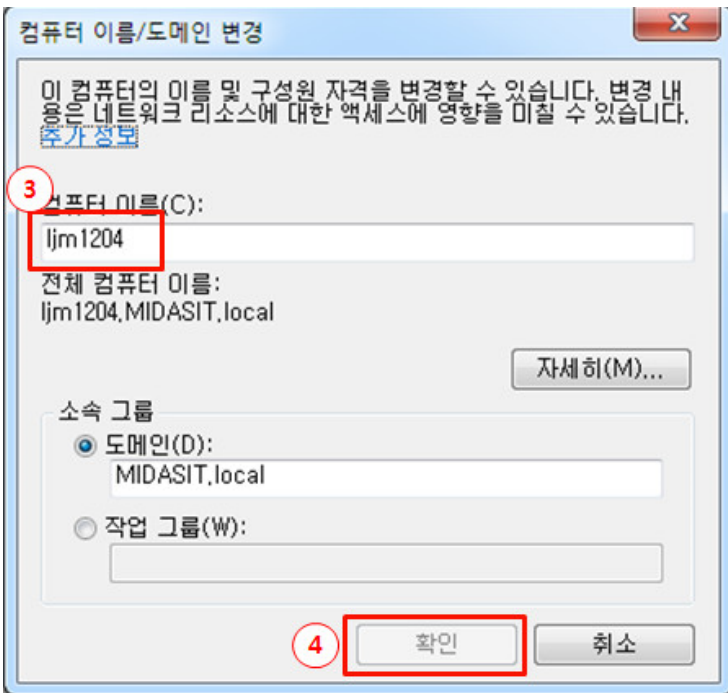 컴퓨터 이름/도메인 변경
이 컴퓨터의 이름 및 구성원 자격을 변경할 수 있습니다. 변경 내
용은 네트워크 리소스에 대한 액세스에 영향을 미칠 수 있습니다.
추가 정보
3
컴퓨터 이름(C):
ljm1204
전체 컴퓨터 이름:
ljm1204.MIDASIT.local
자세히(M)...
소속 그룹
도메인(D):
MIDASIT.local
작업 그룹(W):
4
확인
취소